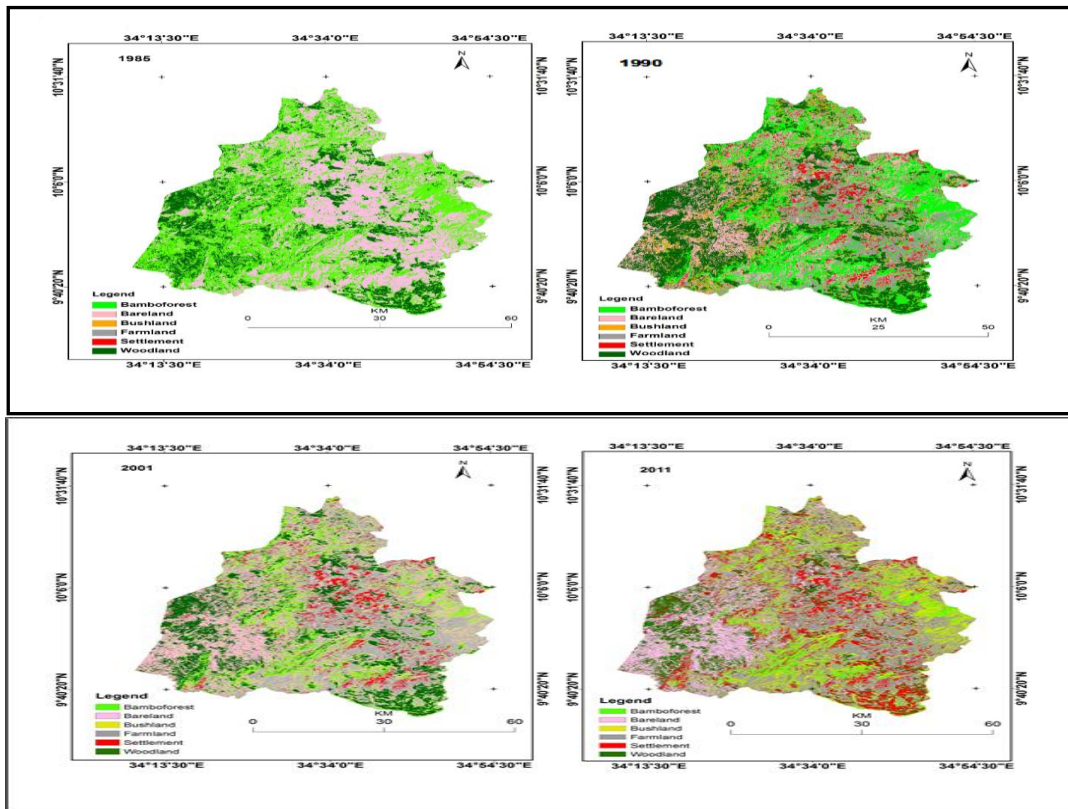 34°13'30"E 34°34'0"E 34°54'30"E
1985
N
10°31'40"N
10°6'0"N
9°40'20"N
Legend
Bamboforest
Bareland
Bushland
Farmland
Settlement
Woodland
KM
0 30 60
34°13'30"E 34°34'0"E 34°54'30"E
34°13'30"E 34°34'0"E 34°54'30"E
1990
N
10°31'40"N
10°6'0"N
9°40'20"N
Legend
Bamboforest
Bareland
Bushland
Farmland
Settlement
Woodland
KM
0 25 50
34°13'30"E 34°34'0"E 34°54'30"E
34°13'30"E 34°34'0"E 34°54'30"E
2001
N
10°31'40"N
10°6'0"N
9°40'20"N
Legend
Bamboforest
Bareland
Bushland
Farmland
Settlement
Woodland
KM
0 30 60
34°13'30"E 34°34'0"E 34°54'30"E
34°13'30"E 34°34'0"E 34°54'30"E
2011
N
10°31'40"N
10°6'0"N
9°40'20"N
Legend
Bamboforest
Bareland
Bushland
Farmland
Settlement
Woodland
KM
0 30 60
34°13'30"E 34°34'0"E 34°54'30"E